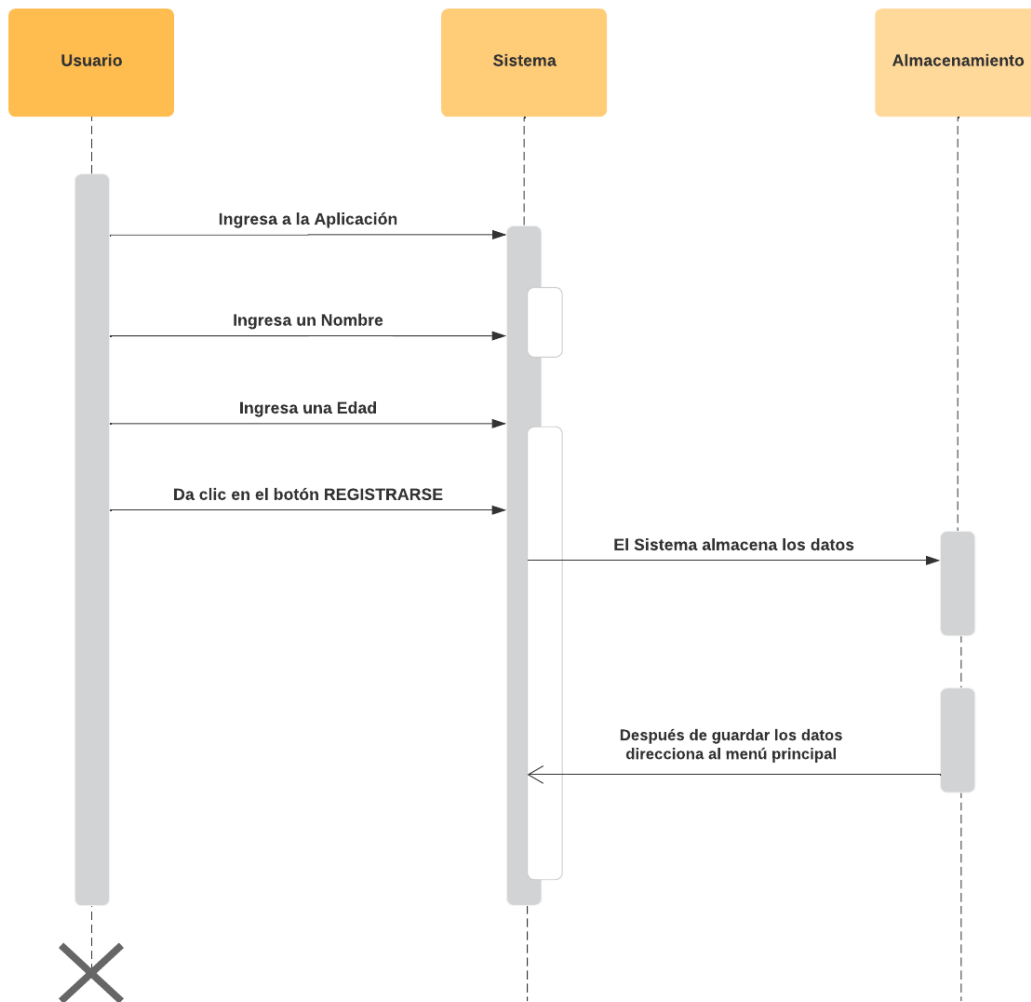 Usuario
Sistema
Almacenamiento
Ingresa a la Aplicación
Ingresa un Nombre
Ingresa una Edad
Da clic en el botón REGISTRARSE
El Sistema almacena los datos
Después de guardar los datos
direcciona al menú principal